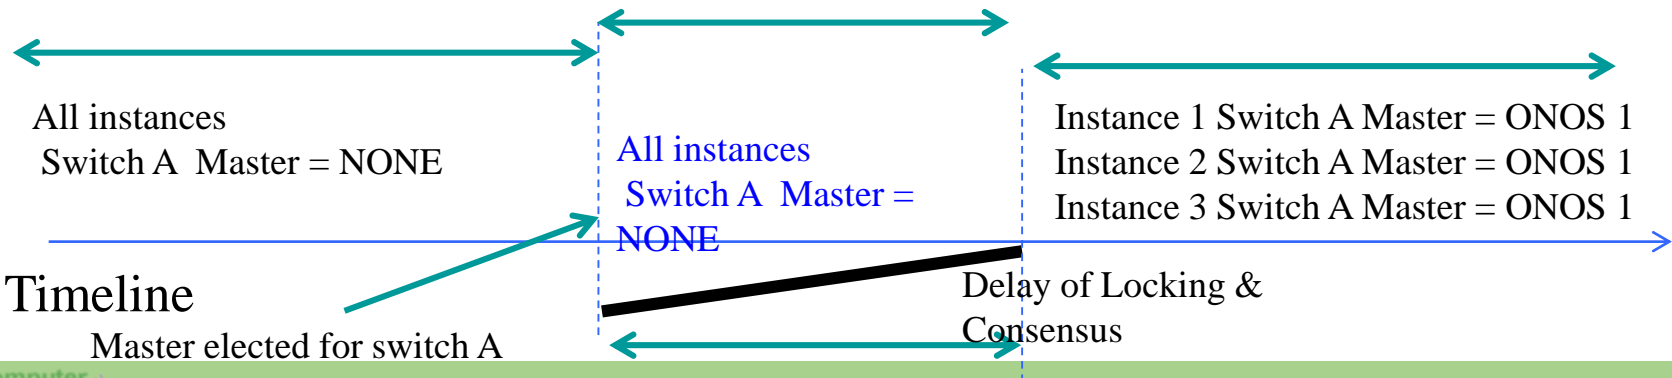 All instances
Switch A Master = NONE
All instances
Switch A Master =
NONE
Instance 1 Switch A Master = ONOS 1
Instance 2 Switch A Master = ONOS 1
Instance 3 Switch A Master = ONOS 1
Timeline
Master elected for switch A
Delay of Locking &
Consensus